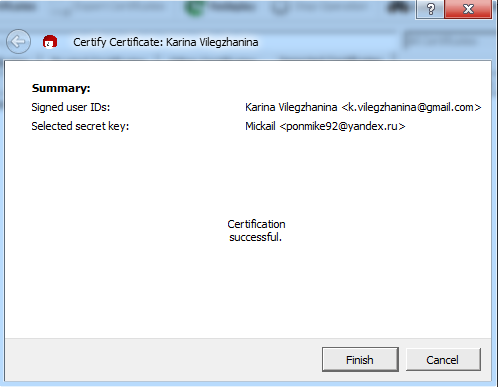 ?
Certify Certificate: Karina Vilegzhanina
Summary:
Signed user IDs: Karina Vilegzhanina <k.vilegzhanina@gmail.com>
Selected secret key: Mickail <ponmike92@yandex.ru>
Certification
successful.
Finish Cancel